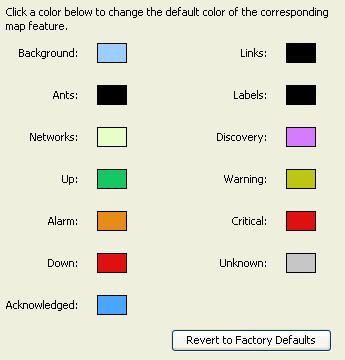 Click a color below to change the default color of the corresponding
map feature.
Background:
Links:
Ants:
Labels:
Networks:
Discovery:
Up:
Warning:
Alarm:
Critical:
Down:
Unknown:
Acknowledged:
Revert to Factory Defaults